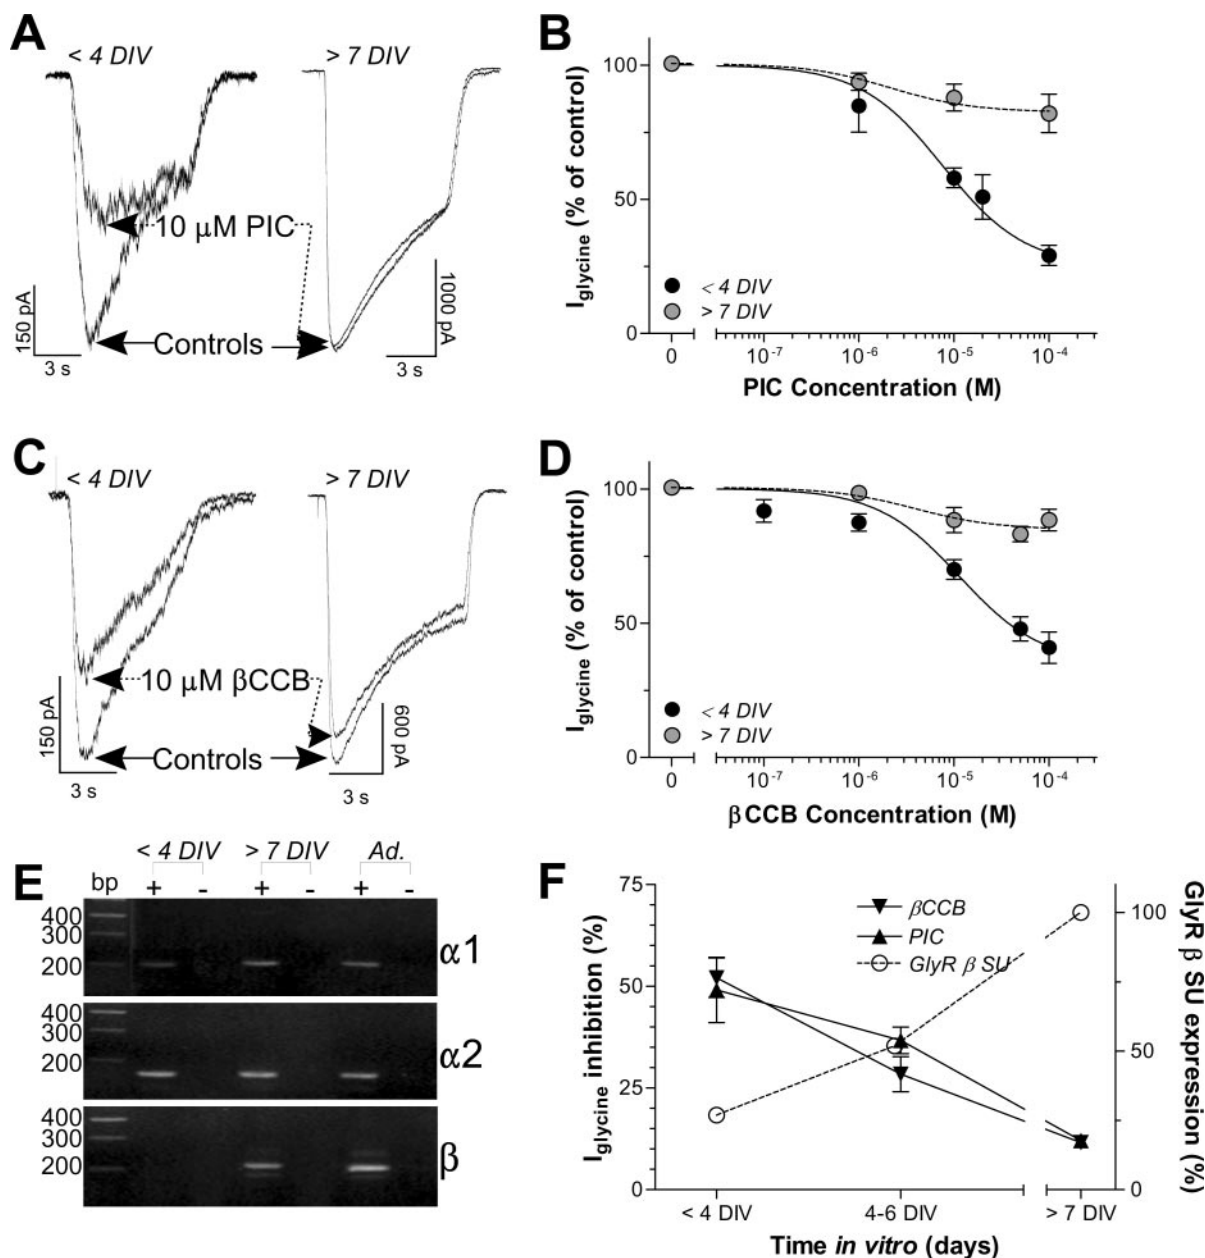 A
< 4 DIV
> 7 DIV
10 μM PIC
Controls
150 pA
3 s
1000 pA
3 s
B
Iglycine (% of control)
100
50
0
< 4 DIV
> 7 DIV
0
10-7
10-6
10-5
10-4
PIC Concentration (M)
C
< 4 DIV
> 7 DIV
10 μM βCCB
Controls
150 pA
3 s
600 pA
3 s
D
Iglycine (% of control)
100
50
0
< 4 DIV
> 7 DIV
0
10-7
10-6
10-5
10-4
βCCB Concentration (M)
E
< 4 DIV
> 7 DIV
Ad.
bp
+
-
+
-
+
-
400
300
200
α1
400
300
200
α2
400
300
200
β
F
Iglycine inhibition (%)
75
50
25
0
βCCB
PIC
GlyR β SU
100
50
0
GlyR β SU expression (%)
< 4 DIV
4-6 DIV
> 7 DIV
Time in vitro (days)